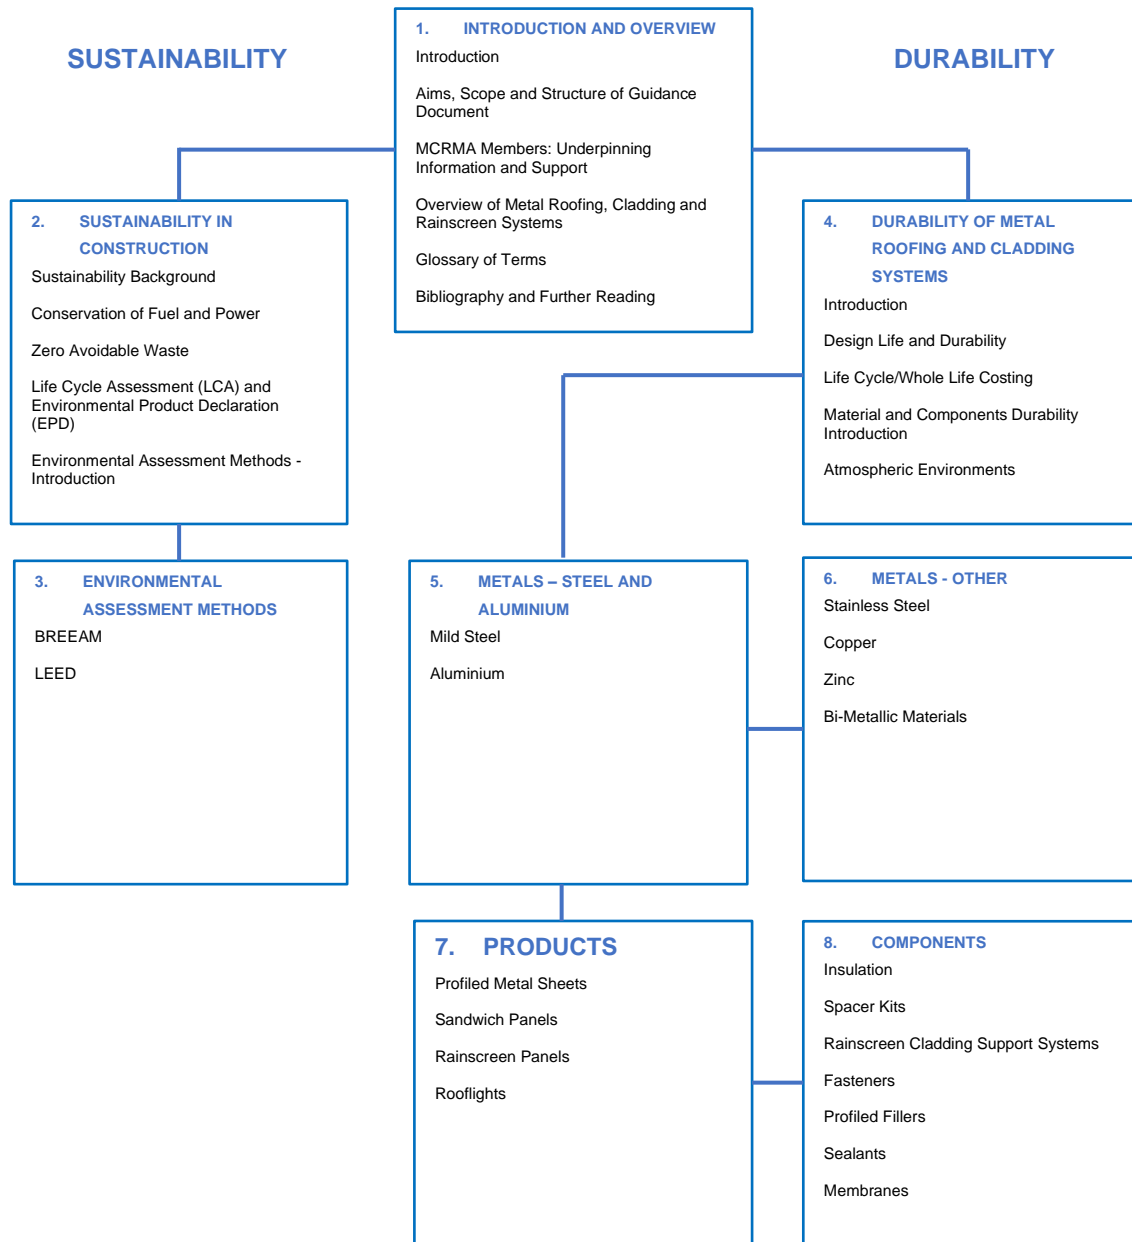 SUSTAINABILITY
DURABILITY
1. INTRODUCTION AND OVERVIEW
Introduction
Aims, Scope and Structure of Guidance
Document
MCRMA Members: Underpinning
Information and Support
Overview of Metal Roofing, Cladding and
Rainscreen Systems
Glossary of Terms
Bibliography and Further Reading
2. SUSTAINABILITY IN
CONSTRUCTION
Sustainability Background
Conservation of Fuel and Power
Zero Avoidable Waste
Life Cycle Assessment (LCA) and
Environmental Product Declaration
(EPD)
Environmental Assessment Methods -
Introduction
4. DURABILITY OF METAL
ROOFING AND CLADDING
SYSTEMS
Introduction
Design Life and Durability
Life Cycle/Whole Life Costing
Material and Components Durability
Introduction
Atmospheric Environments
3. ENVIRONMENTAL
ASSESSMENT METHODS
BREEAM
LEED
5. METALS – STEEL AND
ALUMINIUM
Mild Steel
Aluminium
6. METALS - OTHER
Stainless Steel
Copper
Zinc
Bi-Metallic Materials
7. PRODUCTS
Profiled Metal Sheets
Sandwich Panels
Rainscreen Panels
Rooflights
8. COMPONENTS
Insulation
Spacer Kits
Rainscreen Cladding Support Systems
Fasteners
Profiled Fillers
Sealants
Membranes